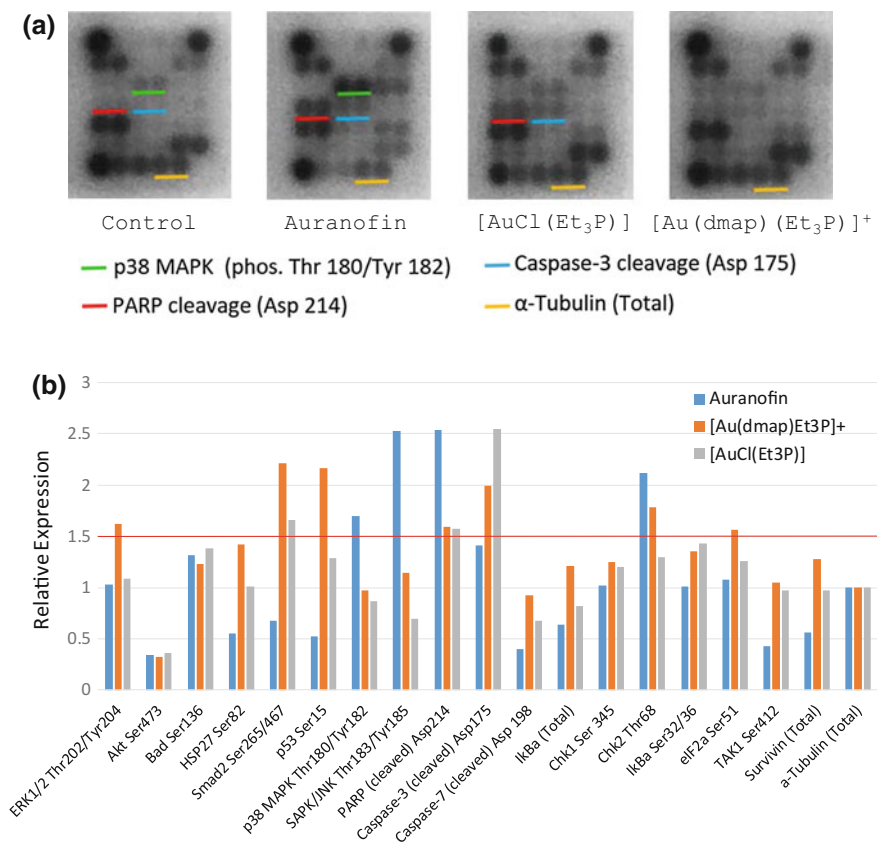 (a)
Control
Auranofin
[AuCl(Et₃P)]
[Au(dmap)(Et₃P)]⁺
p38 MAPK (phos. Thr 180/Tyr 182)
Caspase-3 cleavage (Asp 175)
PARP cleavage (Asp 214)
α-Tubulin (Total)
(b)
Relative Expression
3
2.5
2
1.5
1
0.5
0
Auranofin
[Au(dmap)Et3P]+
[AuCl(Et3P)]
ERK1/2 Thr202/Tyr204
Akt Ser473
Bad Ser136
HSP27 Ser82
Smad2 Ser265/467
p53 Ser15
p38 MAPK Thr180/Tyr182
SAPK/JNK Thr183/Tyr185
PARP (cleaved) Asp214
Caspase-3 (cleaved) Asp175
Caspase-7 (cleaved) Asp 198
IkBa (Total)
Chk1 Ser 345
Chk2 Thr68
IkBa Ser32/36
eIF2a Ser51
TAK1 Ser412
Survivin (Total)
a-Tubulin (Total)